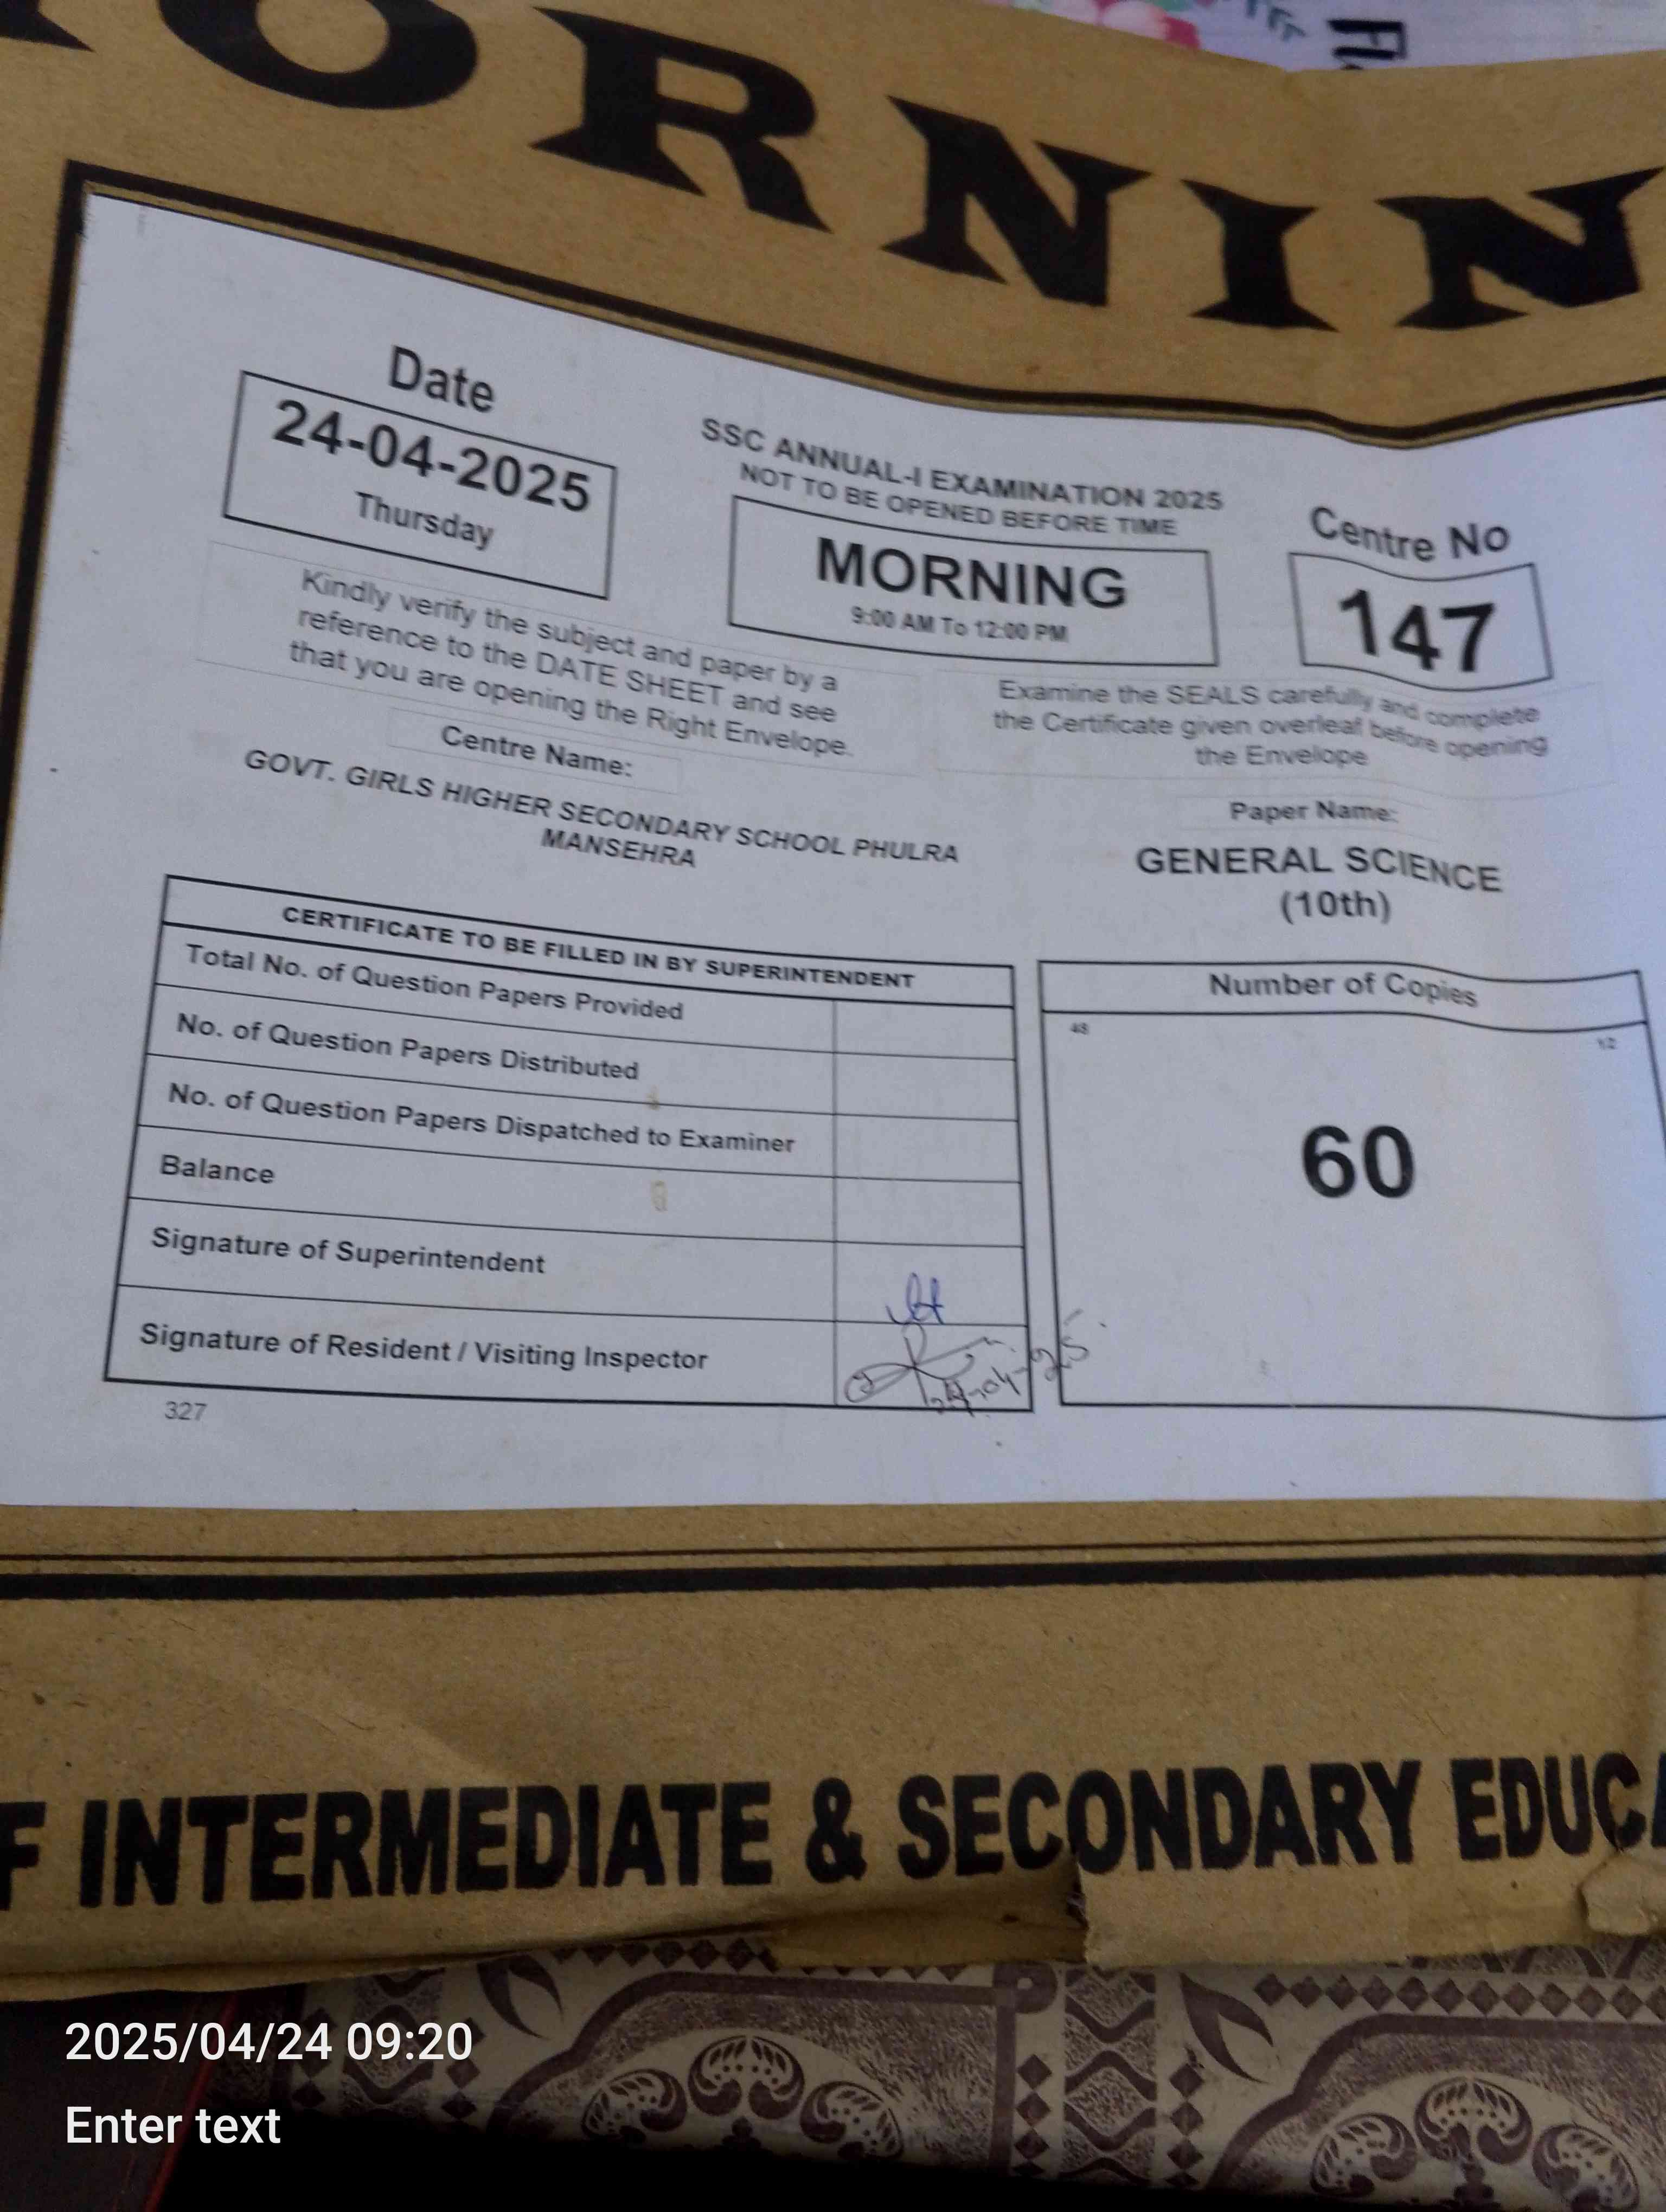 ORNIN
Date
24-04-2025
Thursday
SSC ANNUAL-I EXAMINATION 2025
NOT TO BE OPENED BEFORE TIME
MORNING
9:00 AM To 12:00 PM
Centre No
147
Kindly verify the subject and paper by a
reference to the DATE SHEET and see
that you are opening the Right Envelope.
Examine the SEALS carefully and complete
the Certificate given overleaf before opening
the Envelope
Centre Name:
GOVT. GIRLS HIGHER SECONDARY SCHOOL PHULRA
MANSEHRA
Paper Name:
GENERAL SCIENCE
(10th)
CERTIFICATE TO BE FILLED IN BY SUPERINTENDENT
Total No. of Question Papers Provided
No. of Question Papers Distributed
No. of Question Papers Dispatched to Examiner
Balance
Signature of Superintendent
Signature of Resident / Visiting Inspector
24-04-25
327
Number of Copies
48
12
60
F INTERMEDIATE & SECONDARY EDUCA
2025/04/24 09:20
Enter text